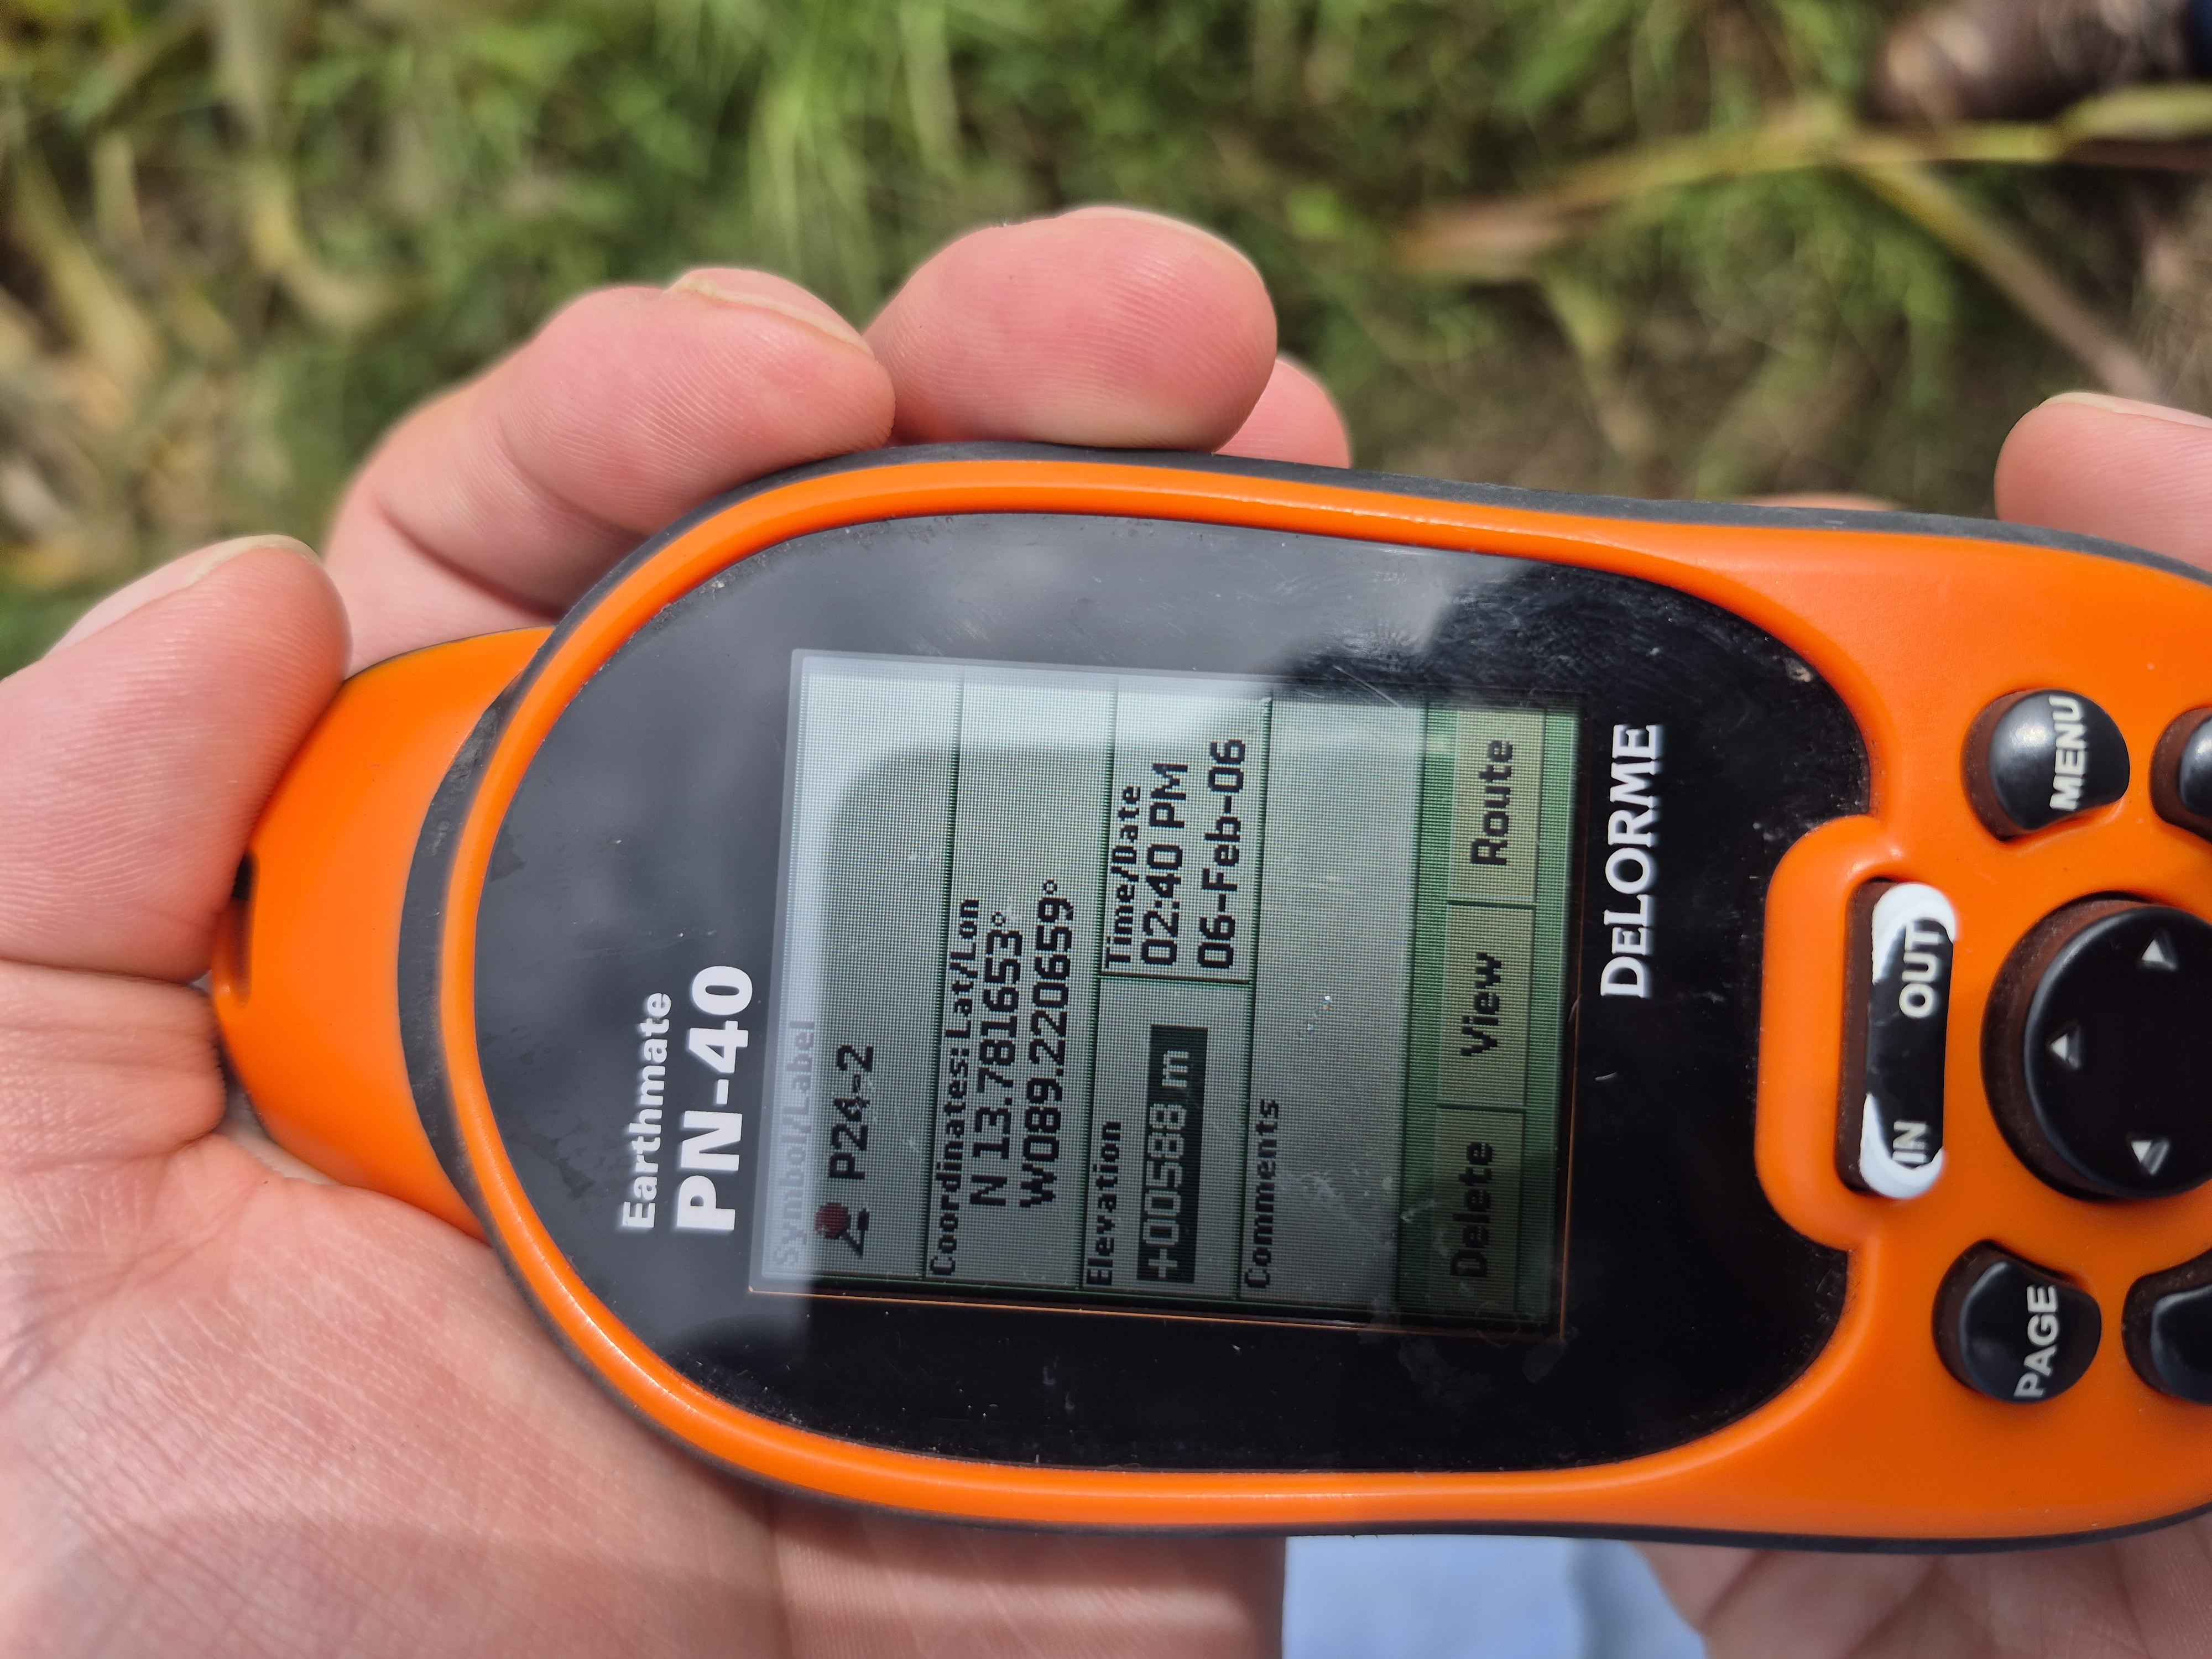 Earthmate
PN-40
Symbol/Label
P24-2
Coordinates: Lat/Lon
N 13.781653°
W089.220659°
Elevation
+00588 m
Time/Date
02:40 PM
06-Feb-06
Comments
Delete View Route
DELORME
IN OUT
PAGE MENU